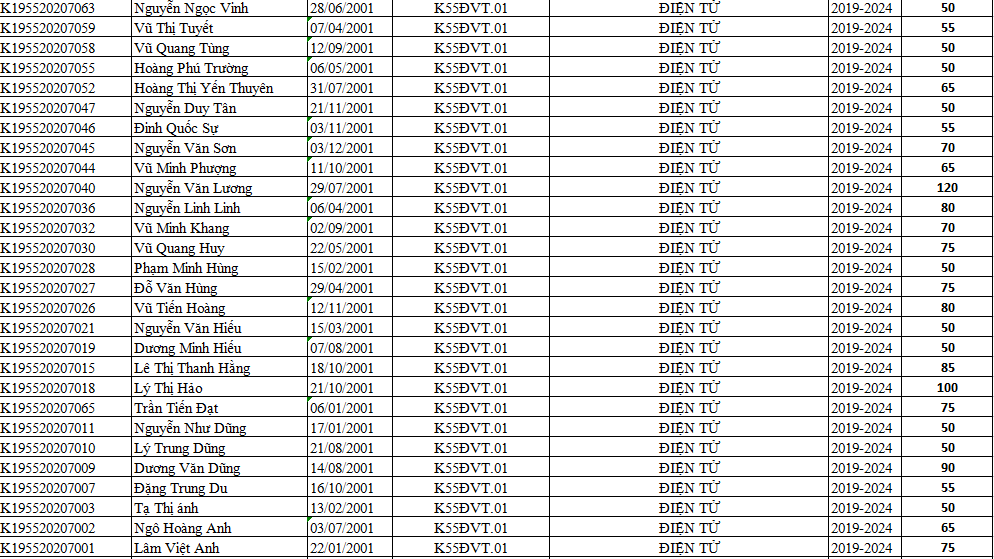 K195520207063 Nguyễn Ngọc Vinh 28/06/2001 K55ĐVT.01 ĐIỆN TỬ 2019-2024 50
K195520207059 Vũ Thị Tuyết 07/04/2001 K55ĐVT.01 ĐIỆN TỬ 2019-2024 55
K195520207058 Vũ Quang Tùng 12/09/2001 K55ĐVT.01 ĐIỆN TỬ 2019-2024 50
K195520207055 Hoàng Phú Trường 06/05/2001 K55ĐVT.01 ĐIỆN TỬ 2019-2024 50
K195520207052 Hoàng Thị Yến Thuyên 31/07/2001 K55ĐVT.01 ĐIỆN TỬ 2019-2024 65
K195520207047 Nguyễn Duy Tân 21/11/2001 K55ĐVT.01 ĐIỆN TỬ 2019-2024 50
K195520207046 Đinh Quốc Sự 03/11/2001 K55ĐVT.01 ĐIỆN TỬ 2019-2024 55
K195520207045 Nguyễn Văn Sơn 03/12/2001 K55ĐVT.01 ĐIỆN TỬ 2019-2024 70
K195520207044 Vũ Minh Phượng 11/10/2001 K55ĐVT.01 ĐIỆN TỬ 2019-2024 65
K195520207040 Nguyễn Văn Lương 29/07/2001 K55ĐVT.01 ĐIỆN TỬ 2019-2024 120
K195520207036 Nguyễn Linh Linh 06/04/2001 K55ĐVT.01 ĐIỆN TỬ 2019-2024 80
K195520207032 Vũ Minh Khang 02/09/2001 K55ĐVT.01 ĐIỆN TỬ 2019-2024 70
K195520207030 Vũ Quang Huy 22/05/2001 K55ĐVT.01 ĐIỆN TỬ 2019-2024 75
K195520207028 Phạm Minh Hùng 15/02/2001 K55ĐVT.01 ĐIỆN TỬ 2019-2024 50
K195520207027 Đỗ Văn Hùng 29/04/2001 K55ĐVT.01 ĐIỆN TỬ 2019-2024 75
K195520207026 Vũ Tiến Hoàng 12/11/2001 K55ĐVT.01 ĐIỆN TỬ 2019-2024 80
K195520207021 Nguyễn Văn Hiếu 15/03/2001 K55ĐVT.01 ĐIỆN TỬ 2019-2024 50
K195520207019 Dương Minh Hiếu 07/08/2001 K55ĐVT.01 ĐIỆN TỬ 2019-2024 50
K195520207015 Lê Thị Thanh Hằng 18/10/2001 K55ĐVT.01 ĐIỆN TỬ 2019-2024 85
K195520207018 Lý Thị Hảo 21/10/2001 K55ĐVT.01 ĐIỆN TỬ 2019-2024 100
K195520207065 Trần Tiến Đạt 06/01/2001 K55ĐVT.01 ĐIỆN TỬ 2019-2024 75
K195520207011 Nguyễn Như Dũng 17/01/2001 K55ĐVT.01 ĐIỆN TỬ 2019-2024 50
K195520207010 Lý Trung Dũng 21/08/2001 K55ĐVT.01 ĐIỆN TỬ 2019-2024 50
K195520207009 Dương Văn Dũng 14/08/2001 K55ĐVT.01 ĐIỆN TỬ 2019-2024 90
K195520207007 Đặng Trung Du 16/10/2001 K55ĐVT.01 ĐIỆN TỬ 2019-2024 55
K195520207003 Tạ Thị ánh 13/02/2001 K55ĐVT.01 ĐIỆN TỬ 2019-2024 50
K195520207002 Ngô Hoàng Anh 03/07/2001 K55ĐVT.01 ĐIỆN TỬ 2019-2024 65
K195520207001 Lâm Việt Anh 22/01/2001 K55ĐVT.01 ĐIỆN TỬ 2019-2024 75